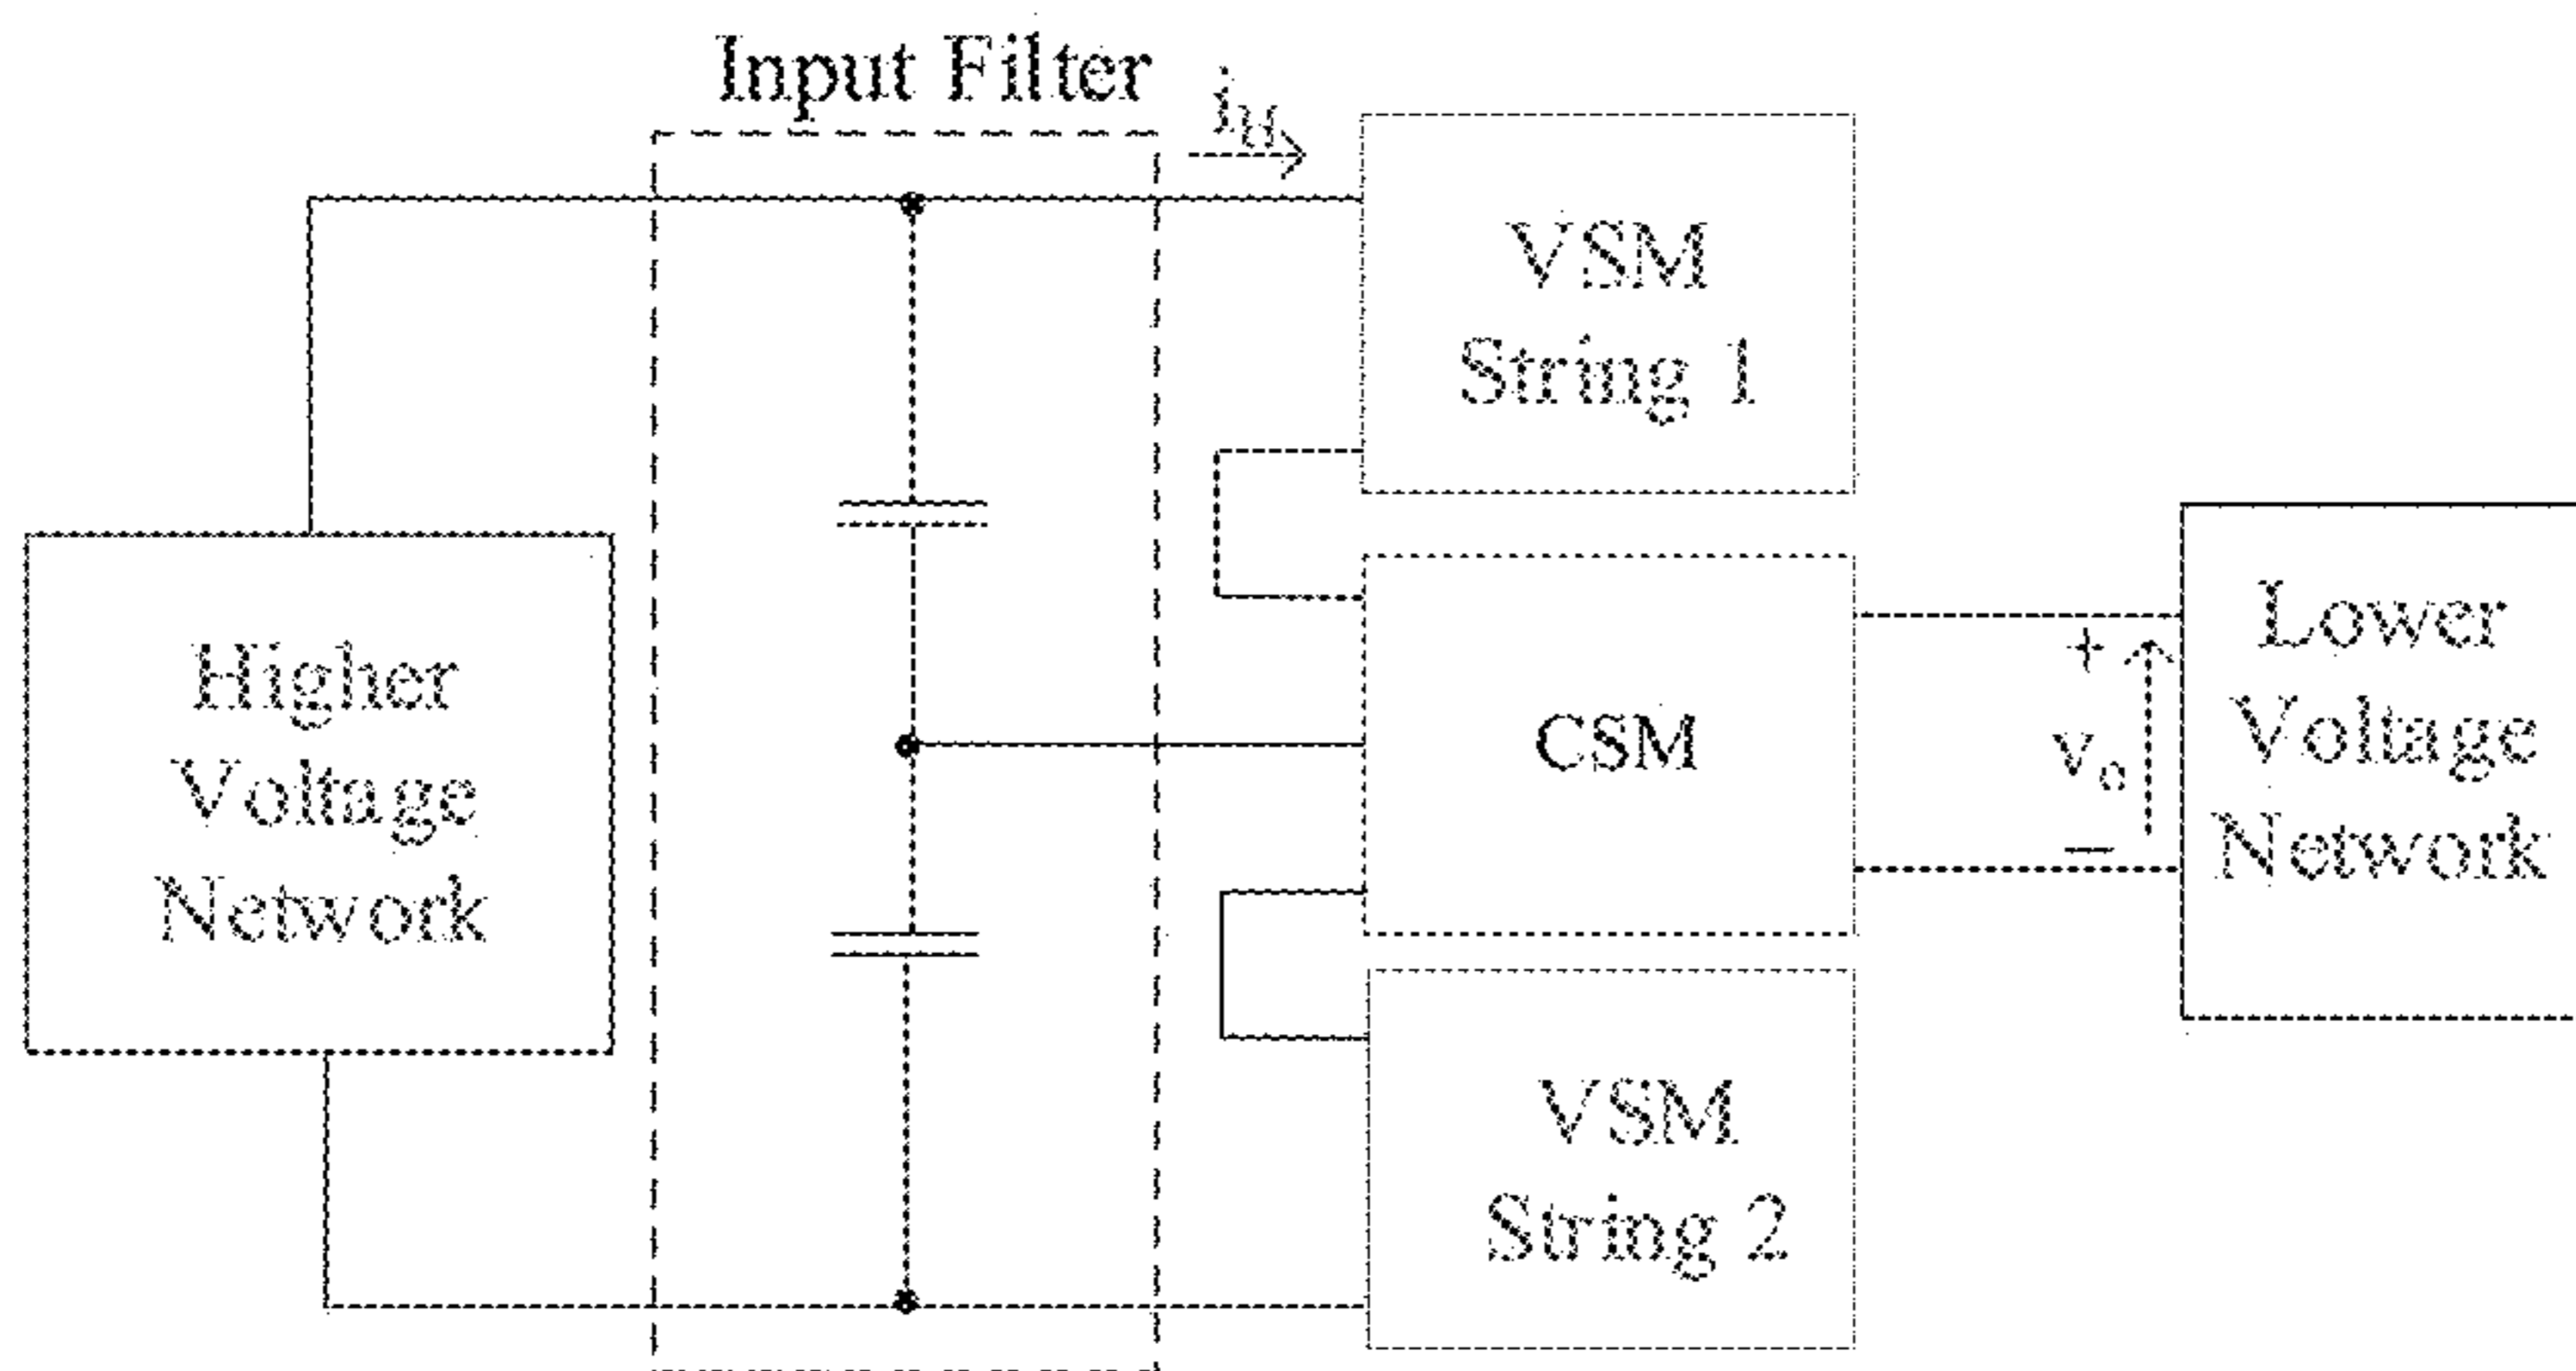 Input Filter
i_H
VSM
String 1
Higher
Voltage
Network
CSM
+
v_o
−
Lower
Voltage
Network
VSM
String 2